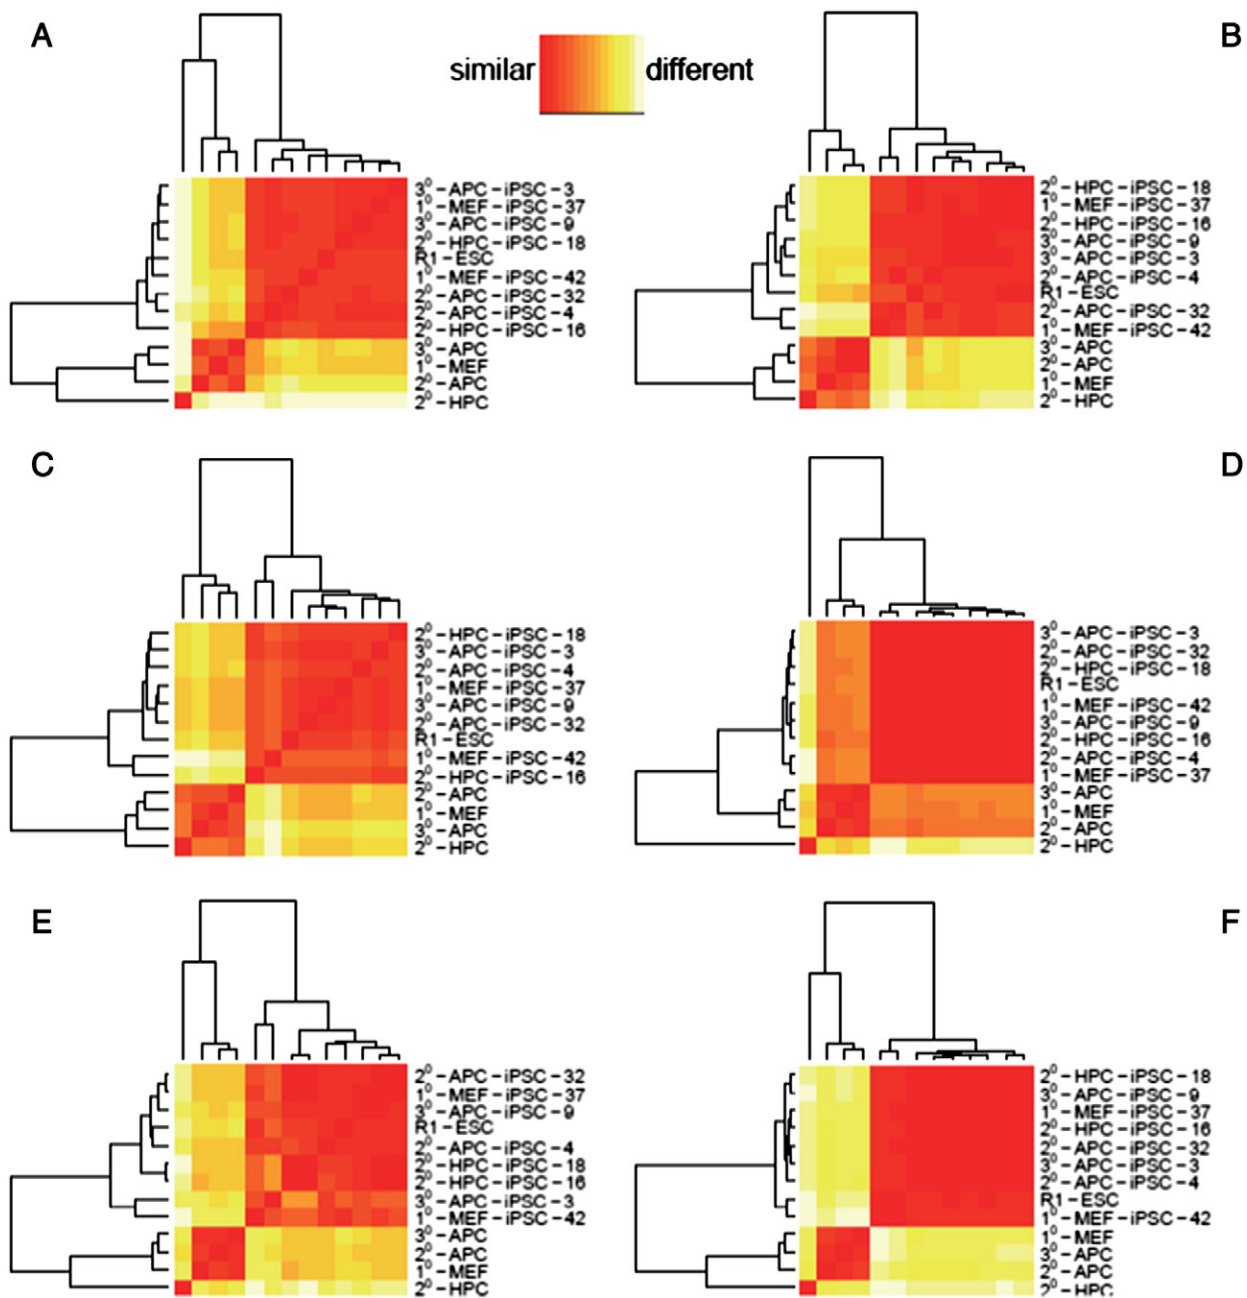 A
similar
different
B
3⁰-APC-iPSC-3
1⁰-MEF-iPSC-37
3⁰-APC-iPSC-9
2⁰-HPC-iPSC-18
R1-ESC
1⁰-MEF-iPSC-42
2⁰-APC-iPSC-32
2⁰-APC-iPSC-4
2⁰-HPC-iPSC-16
3⁰-APC
1⁰-MEF
2⁰-APC
2⁰-HPC
2⁰-HPC-iPSC-18
1⁰-MEF-iPSC-37
2⁰-HPC-iPSC-16
3⁰-APC-iPSC-9
3⁰-APC-iPSC-3
2⁰-APC-iPSC-4
R1-ESC
2⁰-APC-iPSC-32
1⁰-MEF-iPSC-42
3⁰-APC
2⁰-APC
1⁰-MEF
2⁰-HPC
C
D
2⁰-HPC-iPSC-18
3⁰-APC-iPSC-3
2⁰-APC-iPSC-4
1⁰-MEF-iPSC-37
3⁰-APC-iPSC-9
2⁰-APC-iPSC-32
R1-ESC
1⁰-MEF-iPSC-42
2⁰-HPC-iPSC-16
2⁰-APC
1⁰-MEF
3⁰-APC
2⁰-HPC
3⁰-APC-iPSC-3
2⁰-APC-iPSC-32
2⁰-HPC-iPSC-18
R1-ESC
1⁰-MEF-iPSC-42
3⁰-APC-iPSC-9
2⁰-HPC-iPSC-16
2⁰-APC-iPSC-4
1⁰-MEF-iPSC-37
3⁰-APC
1⁰-MEF
2⁰-APC
2⁰-HPC
E
F
2⁰-APC-iPSC-32
1⁰-MEF-iPSC-37
3⁰-APC-iPSC-9
R1-ESC
2⁰-APC-iPSC-4
2⁰-HPC-iPSC-18
2⁰-HPC-iPSC-16
3⁰-APC-iPSC-3
1⁰-MEF-iPSC-42
3⁰-APC
2⁰-APC
1⁰-MEF
2⁰-HPC
2⁰-HPC-iPSC-18
3⁰-APC-iPSC-9
1⁰-MEF-iPSC-37
2⁰-HPC-iPSC-16
2⁰-APC-iPSC-32
3⁰-APC-iPSC-3
2⁰-APC-iPSC-4
R1-ESC
1⁰-MEF-iPSC-42
1⁰-MEF
3⁰-APC
2⁰-APC
2⁰-HPC